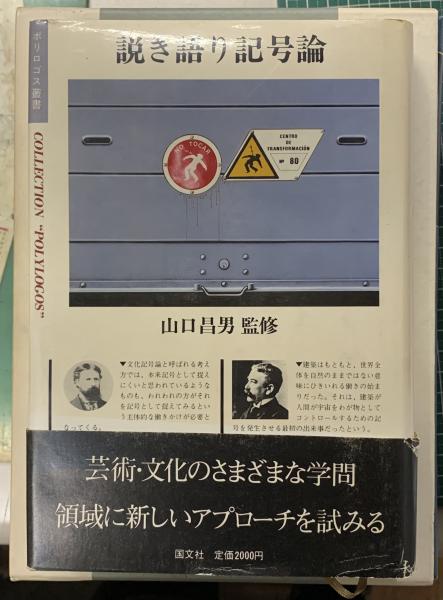 説き語り記号論
ポリロゴス叢書
COLLECTION "POLYLOGOS"
NO TOCAR
CENTRO
DE
TRANSFORMACIÓN
Nº 80
山口昌男 監修
▼文化記号論と呼ばれる考え
方では、本来記号として捉え
にくいと思われているような
ものも、われわれの方がそれ
を記号として捉えてみるとい
う主体的な働きかけが必要と
なってくる。
▼建築はもともと、世界全
体を自然のままではない意
味にひきいれる働きの始ま
りだった。それは、建築が
人間が宇宙をわが物として
コントロールするための記
号を発生させる最初の出来事だったという。
芸術・文化のさまざまな学問
領域に新しいアプローチを試みる
国文社 定価2000円